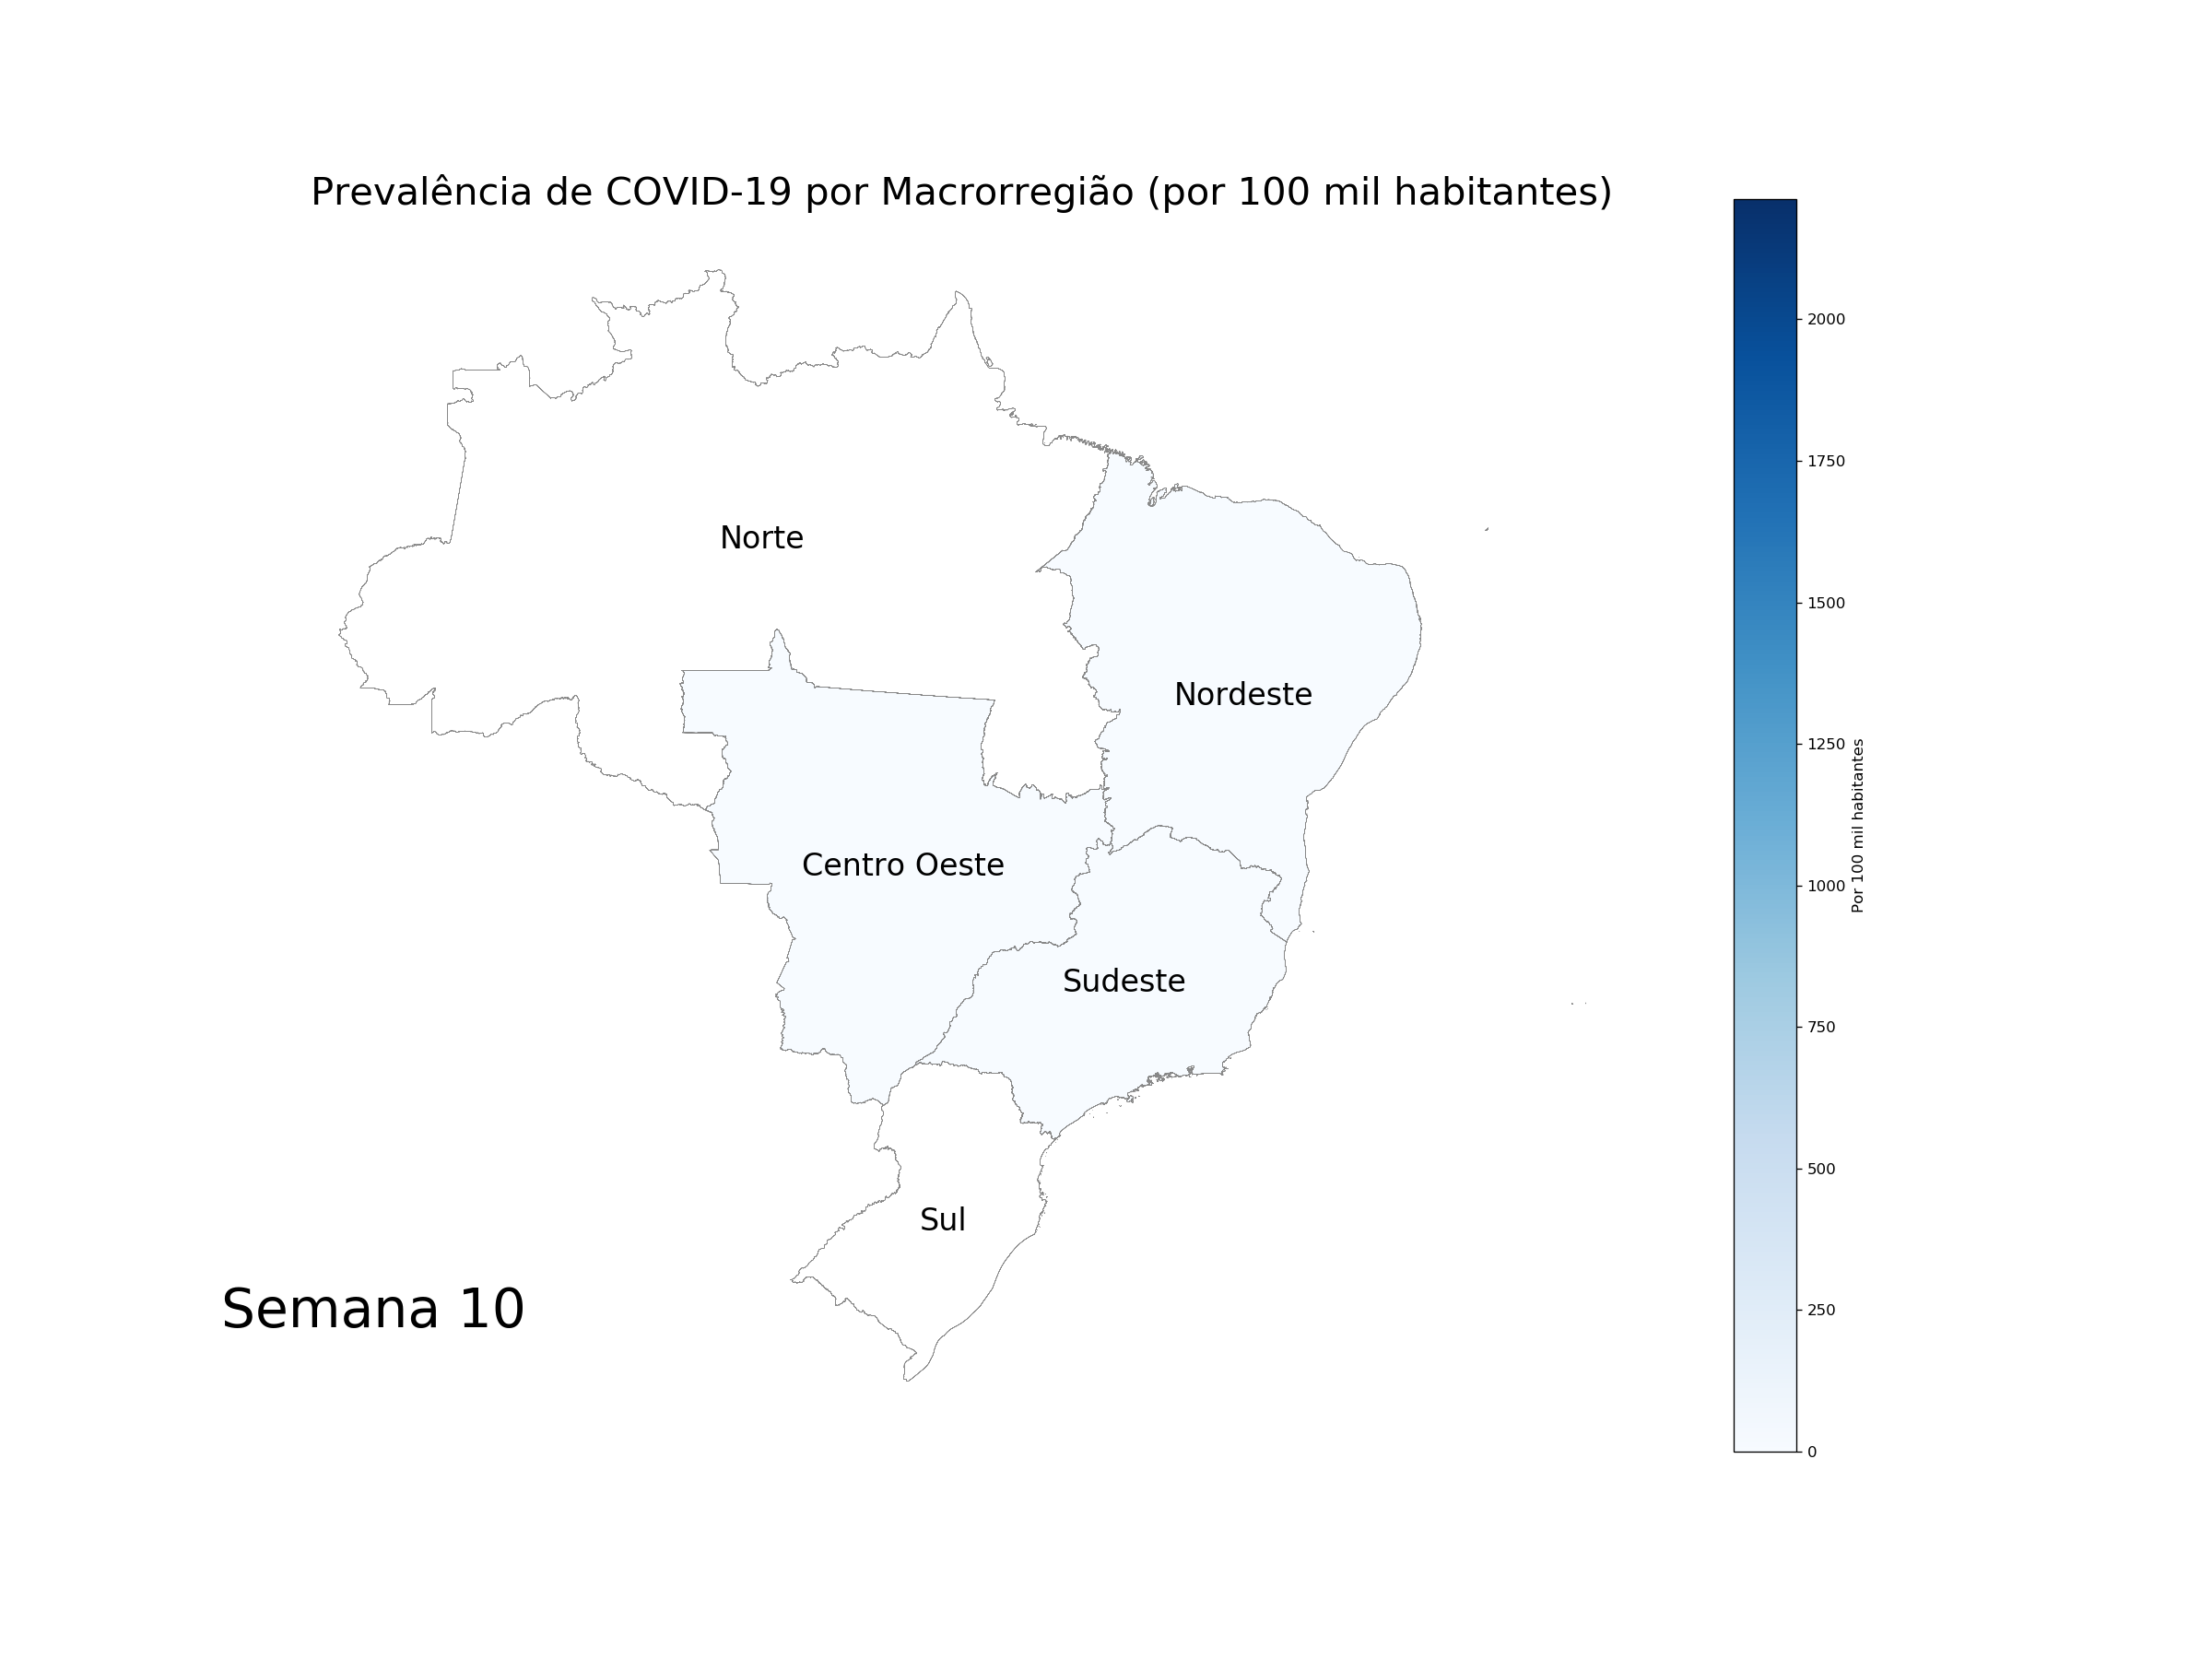 Prevalência de COVID-19 por Macrorregião (por 100 mil habitantes)
Norte
Nordeste
Centro Oeste
Sudeste
Sul
Semana 10
2000
1750
1500
1250
1000
750
500
250
0
Por 100 mil habitantes